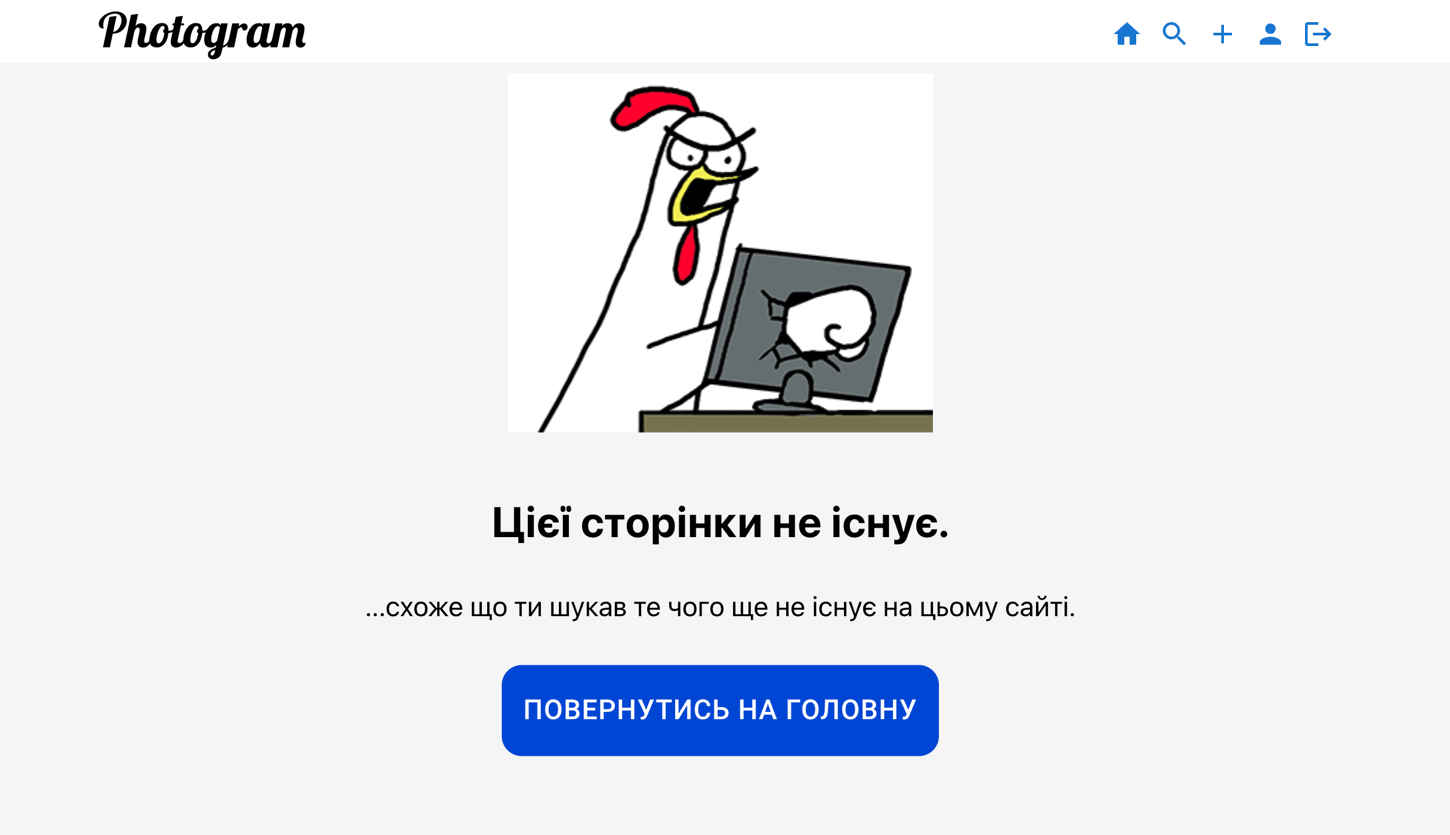 Photogram
Цієї сторінки не існує.
...схоже що ти шукав те чого ще не існує на цьому сайті.
ПОВЕРНУТИСЬ НА ГОЛОВНУ